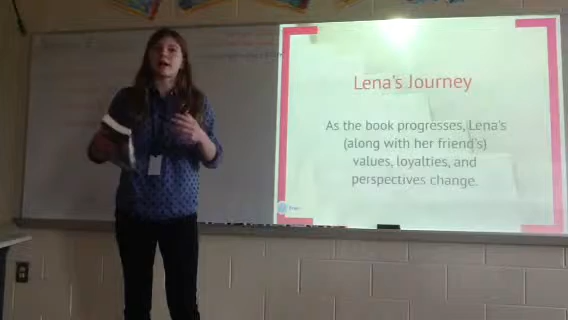 Lena's Journey
As the book progresses, Lena's
(along with her friend's)
values, loyalties, and
perspectives change.